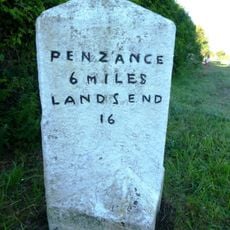 PENZANCE
6 MILES
LANDS END
16